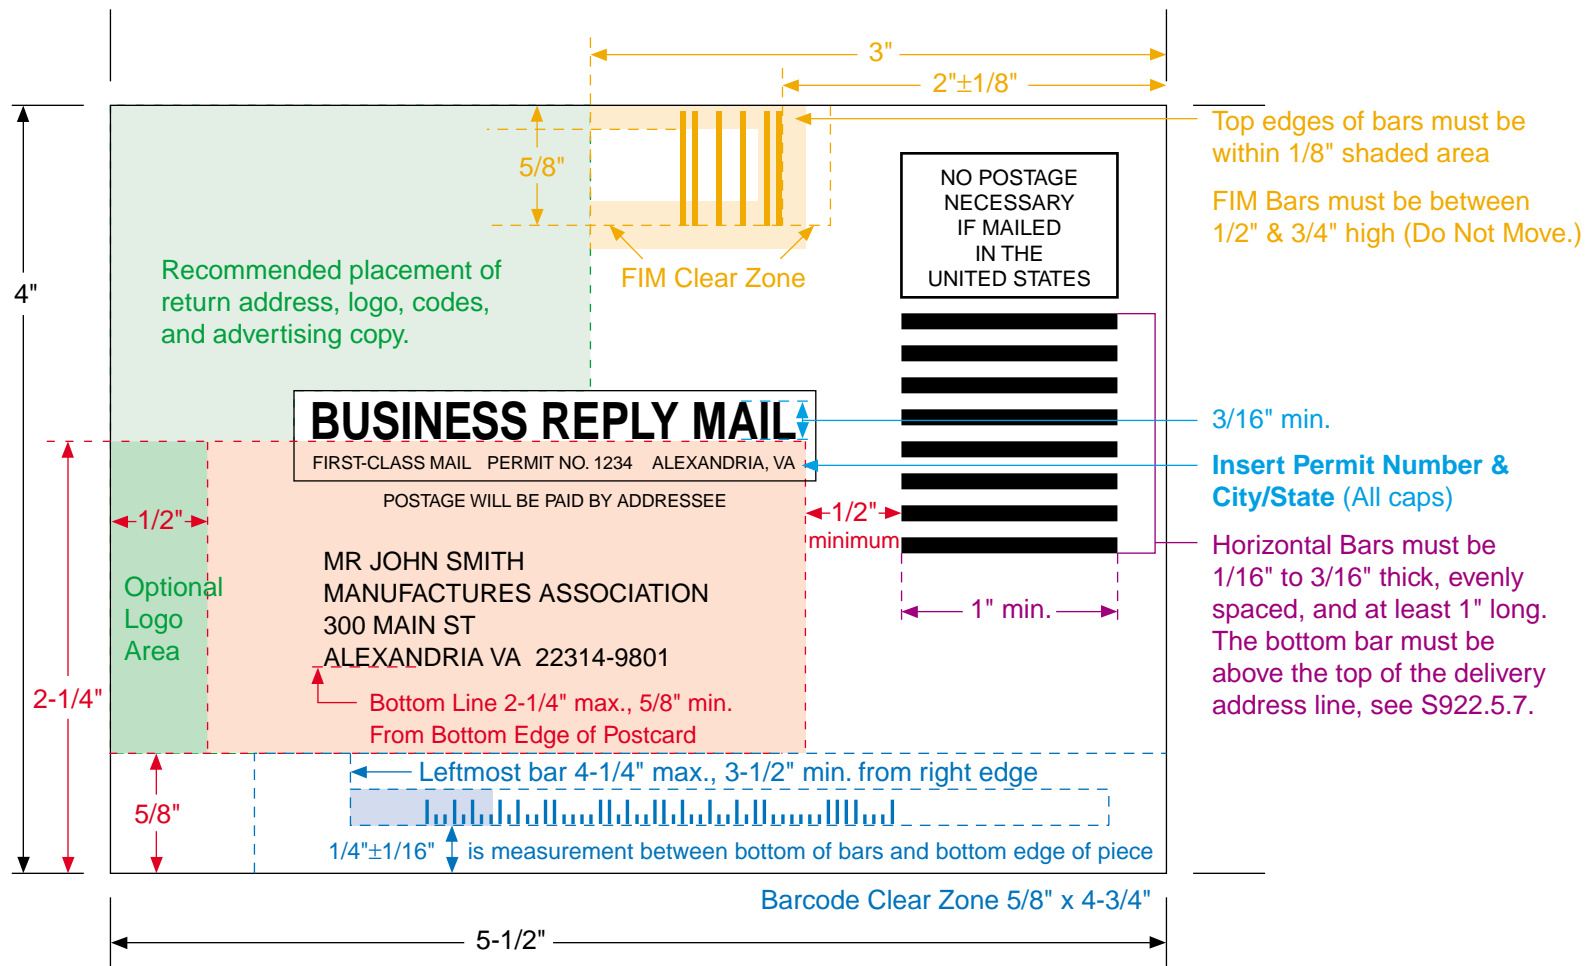 3"
2"±1/8"
Top edges of bars must be
within 1/8" shaded area
5/8"
FIM Bars must be between
1/2" & 3/4" high (Do Not Move.)
NO POSTAGE
NECESSARY
IF MAILED
IN THE
UNITED STATES
FIM Clear Zone
4"
Recommended placement of
return address, logo, codes,
and advertising copy.
BUSINESS REPLY MAIL
3/16" min.
FIRST-CLASS MAIL PERMIT NO. 1234 ALEXANDRIA, VA
Insert Permit Number &
City/State (All caps)
POSTAGE WILL BE PAID BY ADDRESSEE
1/2"
1/2"
minimum
Horizontal Bars must be
1/16" to 3/16" thick, evenly
spaced, and at least 1" long.
The bottom bar must be
above the top of the delivery
address line, see S922.5.7.
1" min.
Optional
Logo
Area
MR JOHN SMITH
MANUFACTURES ASSOCIATION
300 MAIN ST
ALEXANDRIA VA 22314-9801
2-1/4"
Bottom Line 2-1/4" max., 5/8" min.
From Bottom Edge of Postcard
Leftmost bar 4-1/4" max., 3-1/2" min. from right edge
5/8"
1/4"±1/16" is measurement between bottom of bars and bottom edge of piece
Barcode Clear Zone 5/8" x 4-3/4"
5-1/2"